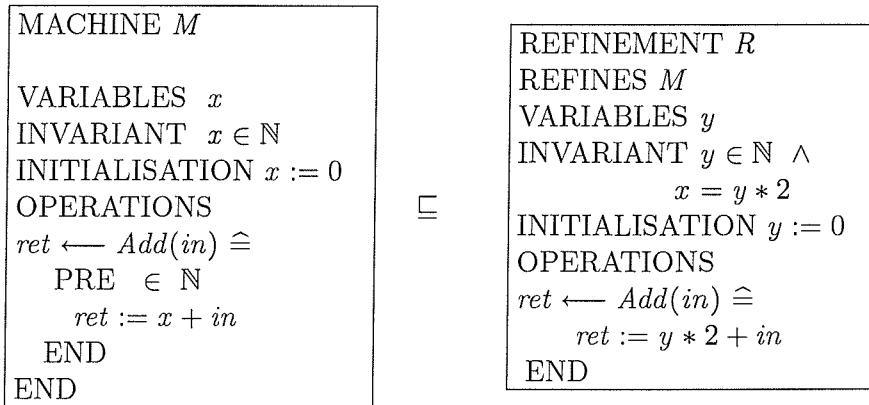 MACHINE M
VARIABLES x
INVARIANT x ∈ ℕ
INITIALISATION x := 0
OPERATIONS
ret ⟵ Add(in) ≙
PRE ∈ ℕ
ret := x + in
END
END
⊑
REFINEMENT R
REFINES M
VARIABLES y
INVARIANT y ∈ ℕ ∧
x = y * 2
INITIALISATION y := 0
OPERATIONS
ret ⟵ Add(in) ≙
ret := y * 2 + in
END